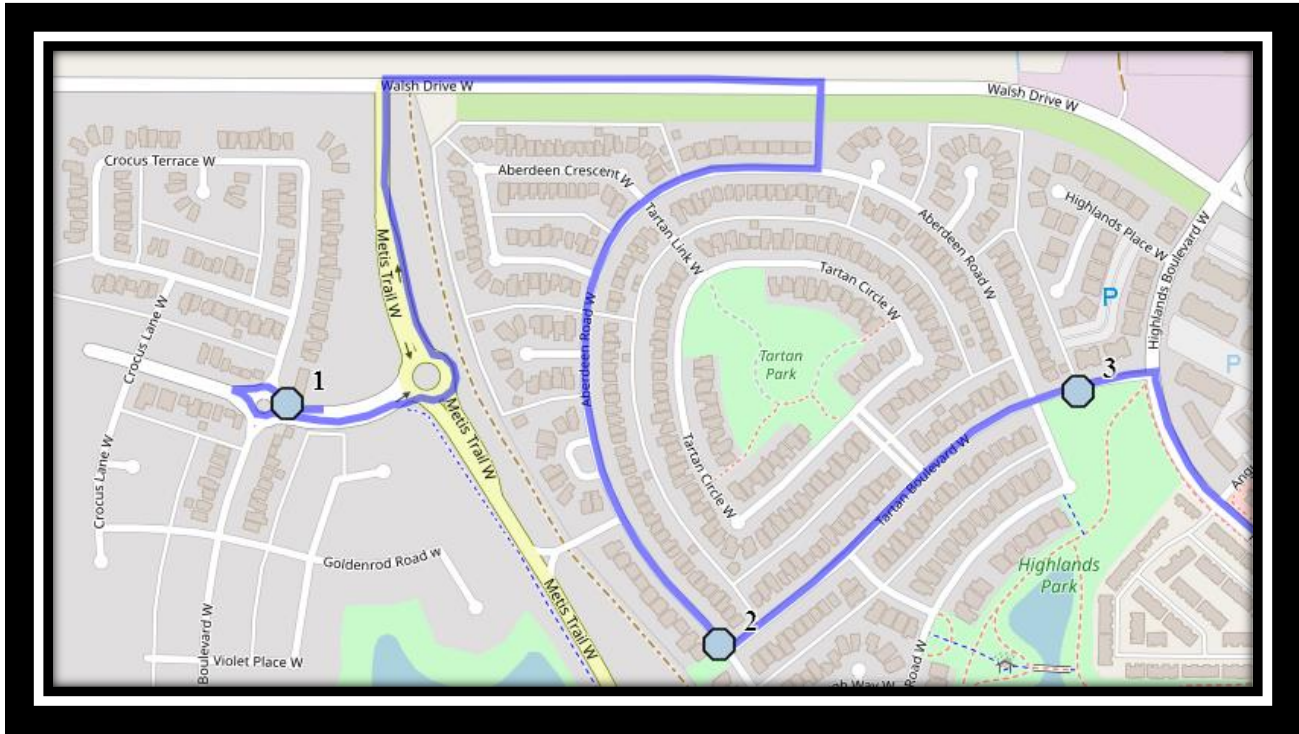 Walsh Drive W
Walsh Drive W
Crocus Terrace W
Aberdeen Crescent W
Highlands Place W
Tartan Link W
Aberdeen Road W
Highlands Boulevard W
Metis Trail W
Tartan Circle W
P
Crocus Lane W
Aberdeen Road W
Tartan
Park
P
1
3
Metis Trail W
Tartan Circle W
Tartan Boulevard W
Crocus Lane W
Goldenrod Road W
Highlands
Park
Metis Trail W
2
Boulevard W
Violet Place W
Road W
Way W